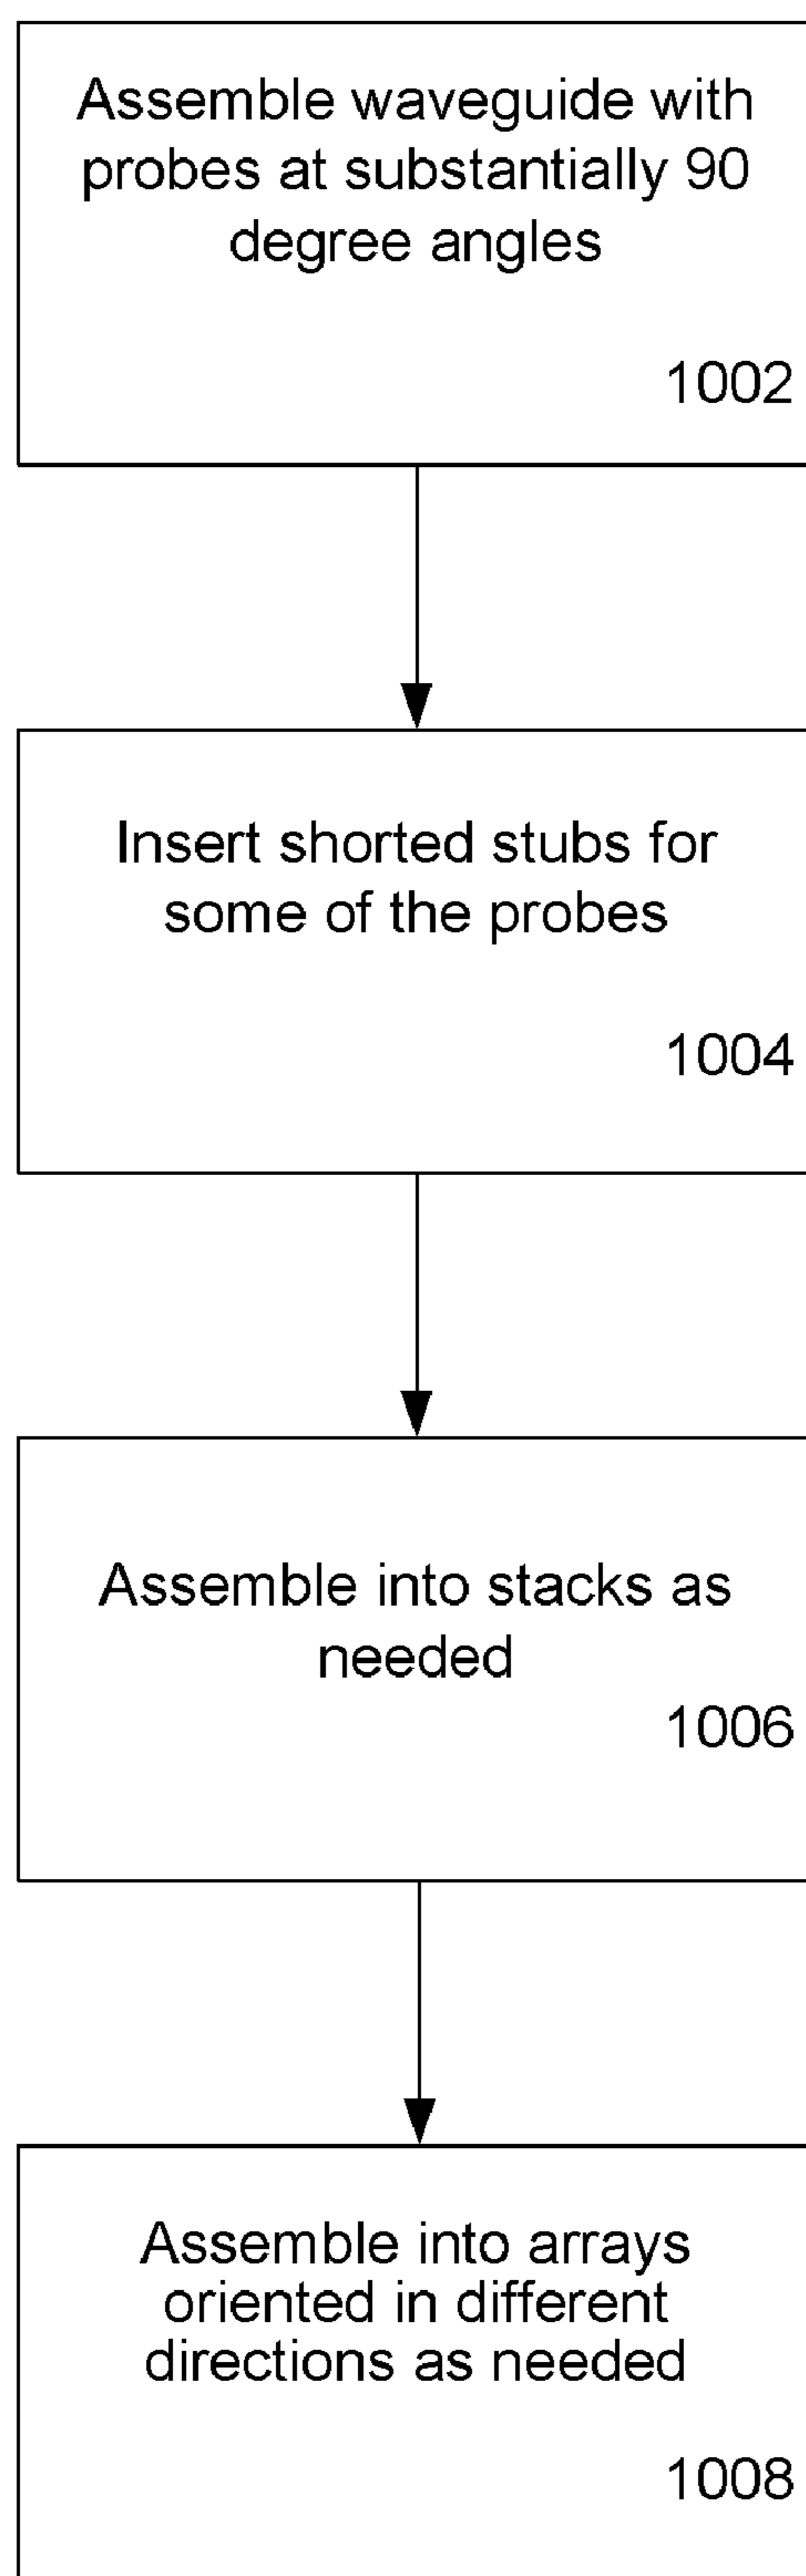 Assemble waveguide with
probes at substantially 90
degree angles
1002
Insert shorted stubs for
some of the probes
1004
Assemble into stacks as
needed
1006
Assemble into arrays
oriented in different
directions as needed
1008